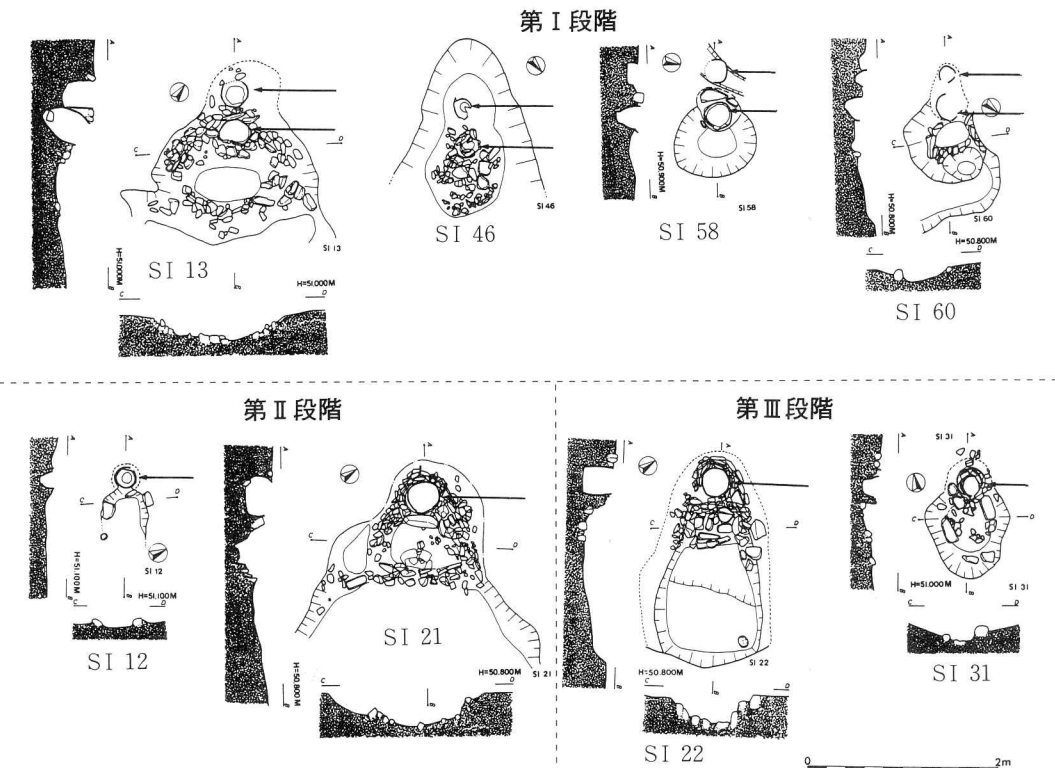 第Ⅰ段階
SI 13
H=51.000M
H=51.000M
C
D
SI 13
SI 46
SI 46
SI 58
H=50.900M
SI 58
SI 60
H=50.800M
H=50.800M
C
D
SI 60
第Ⅱ段階
SI 12
H=51.100M
H=51.100M
C
D
SI 12
SI 21
H=50.800M
H=50.800M
C
D
SI 21
第Ⅲ段階
SI 22
H=50.800M
C
D
SI 22
SI 31
SI 31
H=51.000M
C
D
SI 31
0 2m